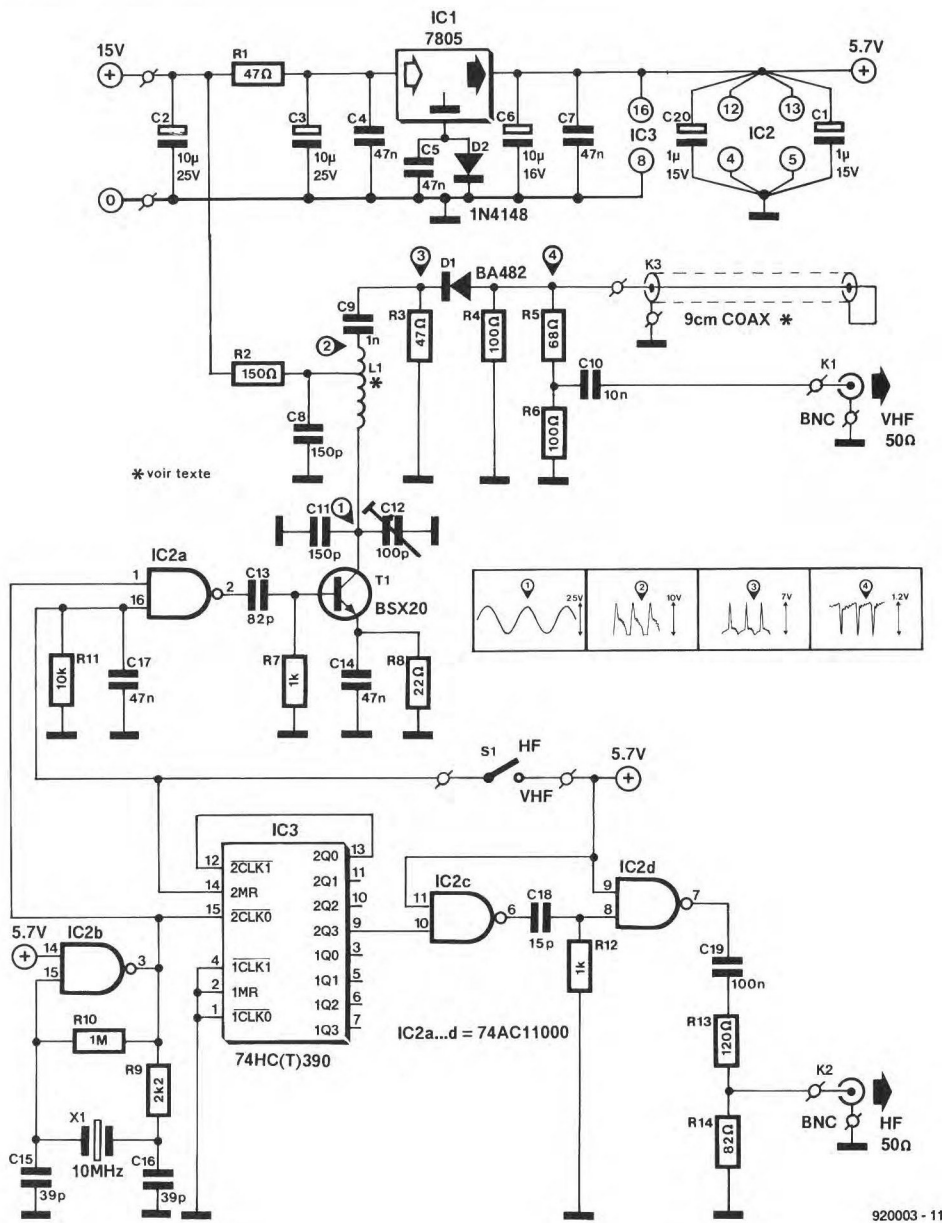 IC1
7805
15V
R1
47Ω
5.7V
C2
10µ
25V
C3
10µ
25V
C4
47n
C5
47n
D2
1N4148
C6
10µ
16V
C7
47n
16
IC3
8
C20
1µ
15V
12
13
IC2
4
5
C1
1µ
15V
0
3
D1
BA482
4
K3
9cm COAX *
C9
1n
2
R3
47Ω
R4
100Ω
R5
68Ω
R2
150Ω
L1
*
C10
10n
K1
BNC
VHF
50Ω
R6
100Ω
C8
150p
* voir texte
C11
150p
1
C12
100p
IC2a
1
16
2
C13
82p
T1
BSX20
R11
10k
C17
47n
R7
1k
C14
47n
R8
22Ω
1
25V
2
10V
3
7V
4
1.2V
S1
HF
VHF
5.7V
IC3
12
2CLK1
14
2MR
15
2CLK0
4
1CLK1
2
1MR
1
1CLK0
2Q0
13
2Q1
11
2Q2
10
2Q3
9
1Q0
3
1Q1
5
1Q2
6
1Q3
7
74HC(T)390
IC2c
11
10
6
C18
15p
IC2d
9
8
7
R12
1k
5.7V
IC2b
14
15
3
C19
100n
IC2a...d = 74AC11000
R10
1M
R9
2k2
R13
120Ω
K2
BNC
HF
50Ω
R14
82Ω
X1
10MHz
C15
39p
C16
39p
920003 - 11